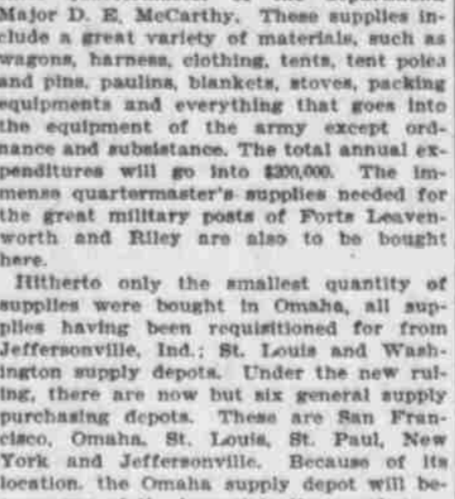 Major D. E. McCarthy. These supplies in-
clude a great variety of materials, such as
wagons, harness, clothing, tents, tent poles
and pins, paulins, blankets, stoves, packing
equipments and everything that goes into
the equipment of the army except ord-
nance and subsistance. The total annual ex-
penditures will go into $200,000. The im-
mense quartermaster's supplies needed for
the great military posts of Forts Leaven-
worth and Riley are also to be bought
here.
Hitherto only the smallest quantity of
supplies were bought in Omaha, all sup-
plies having been requisitioned for from
Jeffersonville, Ind.; St. Louis and Wash-
ington supply depots. Under the new rul-
ing, there are now but six general supply
purchasing depots. These are San Fran-
cisco, Omaha, St. Louis, St. Paul, New
York and Jeffersonville. Because of its
location, the Omaha supply depot will be-